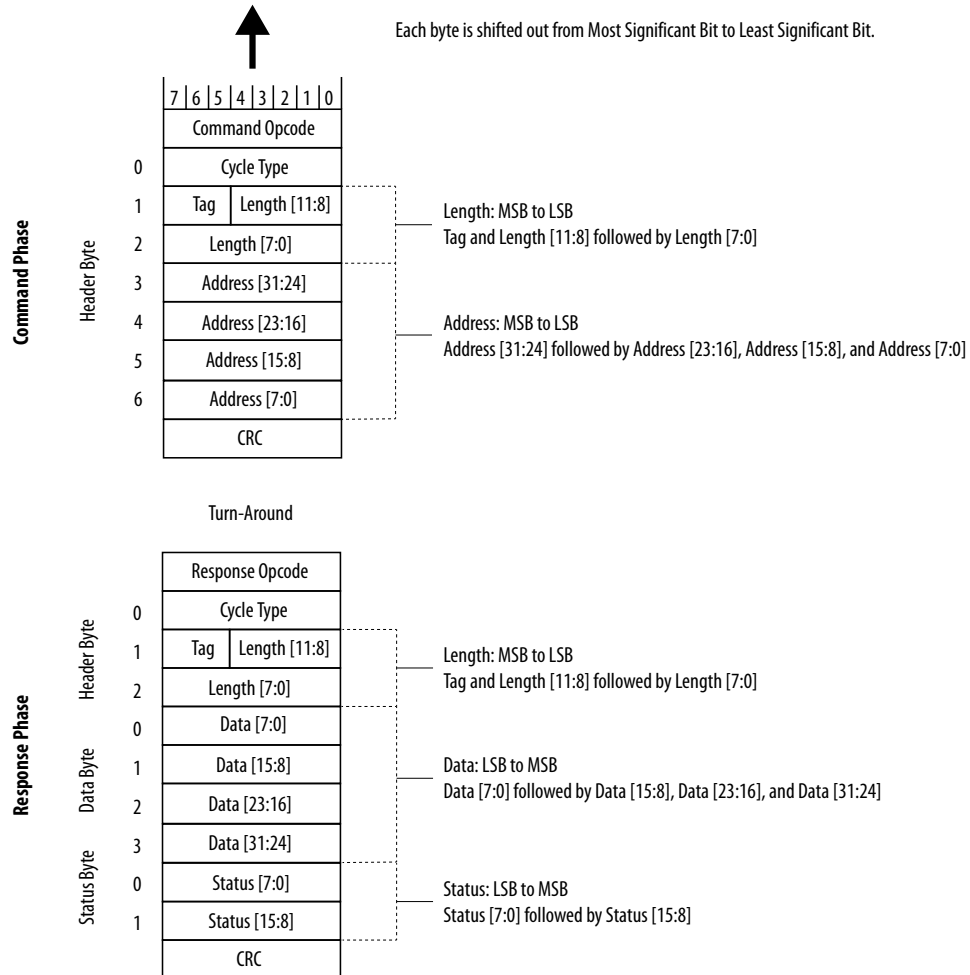 Each byte is shifted out from Most Significant Bit to Least Significant Bit.
7 6 5 4 3 2 1 0
Command Opcode
0 Cycle Type
1 Tag Length [11:8]
2 Length [7:0]
3 Address [31:24]
4 Address [23:16]
5 Address [15:8]
6 Address [7:0]
CRC
Command Phase
Header Byte
Length: MSB to LSB
Tag and Length [11:8] followed by Length [7:0]
Address: MSB to LSB
Address [31:24] followed by Address [23:16], Address [15:8], and Address [7:0]
Turn-Around
Response Opcode
0 Cycle Type
1 Tag Length [11:8]
2 Length [7:0]
0 Data [7:0]
1 Data [15:8]
2 Data [23:16]
3 Data [31:24]
0 Status [7:0]
1 Status [15:8]
CRC
Response Phase
Header Byte
Data Byte
Status Byte
Length: MSB to LSB
Tag and Length [11:8] followed by Length [7:0]
Data: LSB to MSB
Data [7:0] followed by Data [15:8], Data [23:16], and Data [31:24]
Status: LSB to MSB
Status [7:0] followed by Status [15:8]